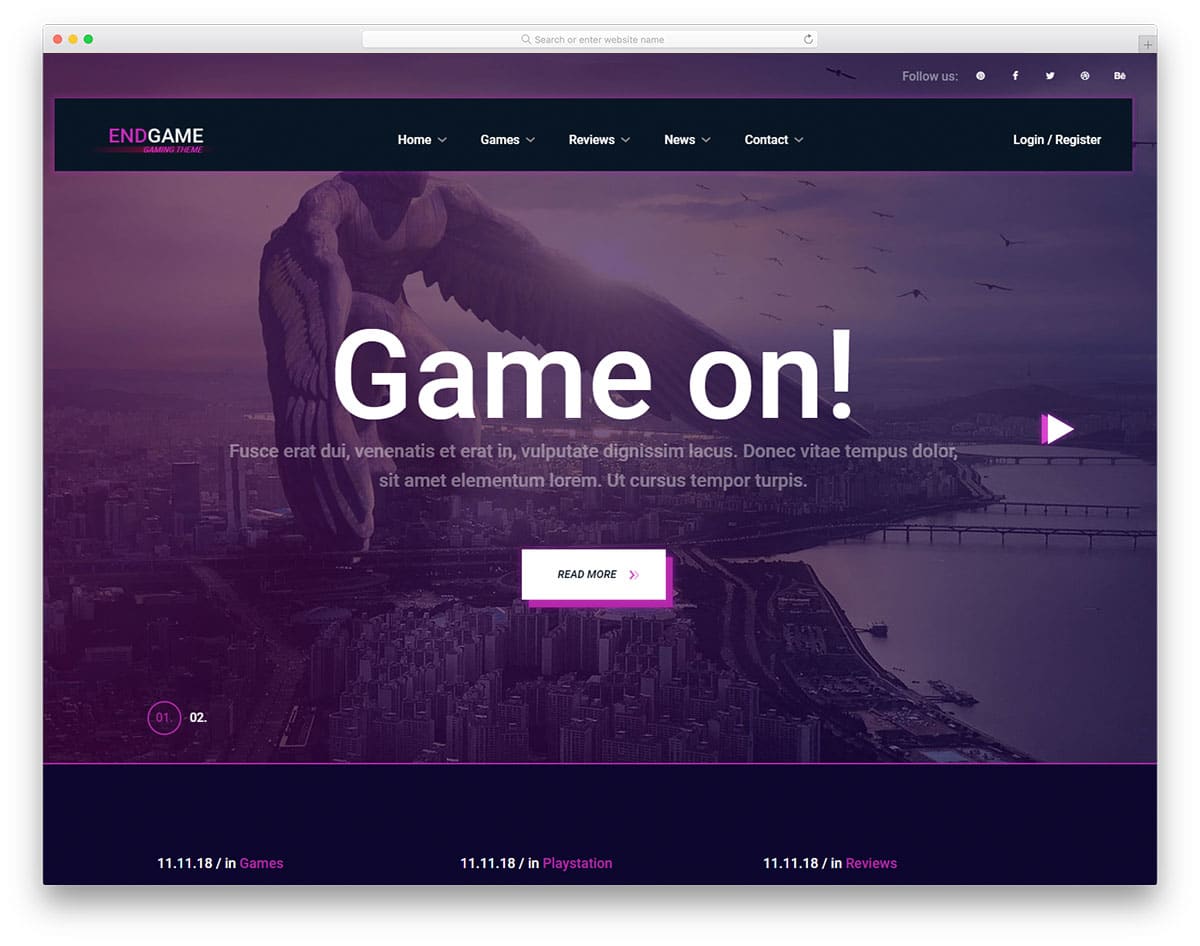 Search or enter website name
Follow us:
Bē
ENDGAME
GAMING THEME
Home
Games
Reviews
News
Contact
Login / Register
Game on!
Fusce erat dui, venenatis et erat in, vulputate dignissim lacus. Donec vitae tempus dolor,
sit amet elementum lorem. Ut cursus tempor turpis.
READ MORE
01.
02.
11.11.18 / in Games
11.11.18 / in Playstation
11.11.18 / in Reviews